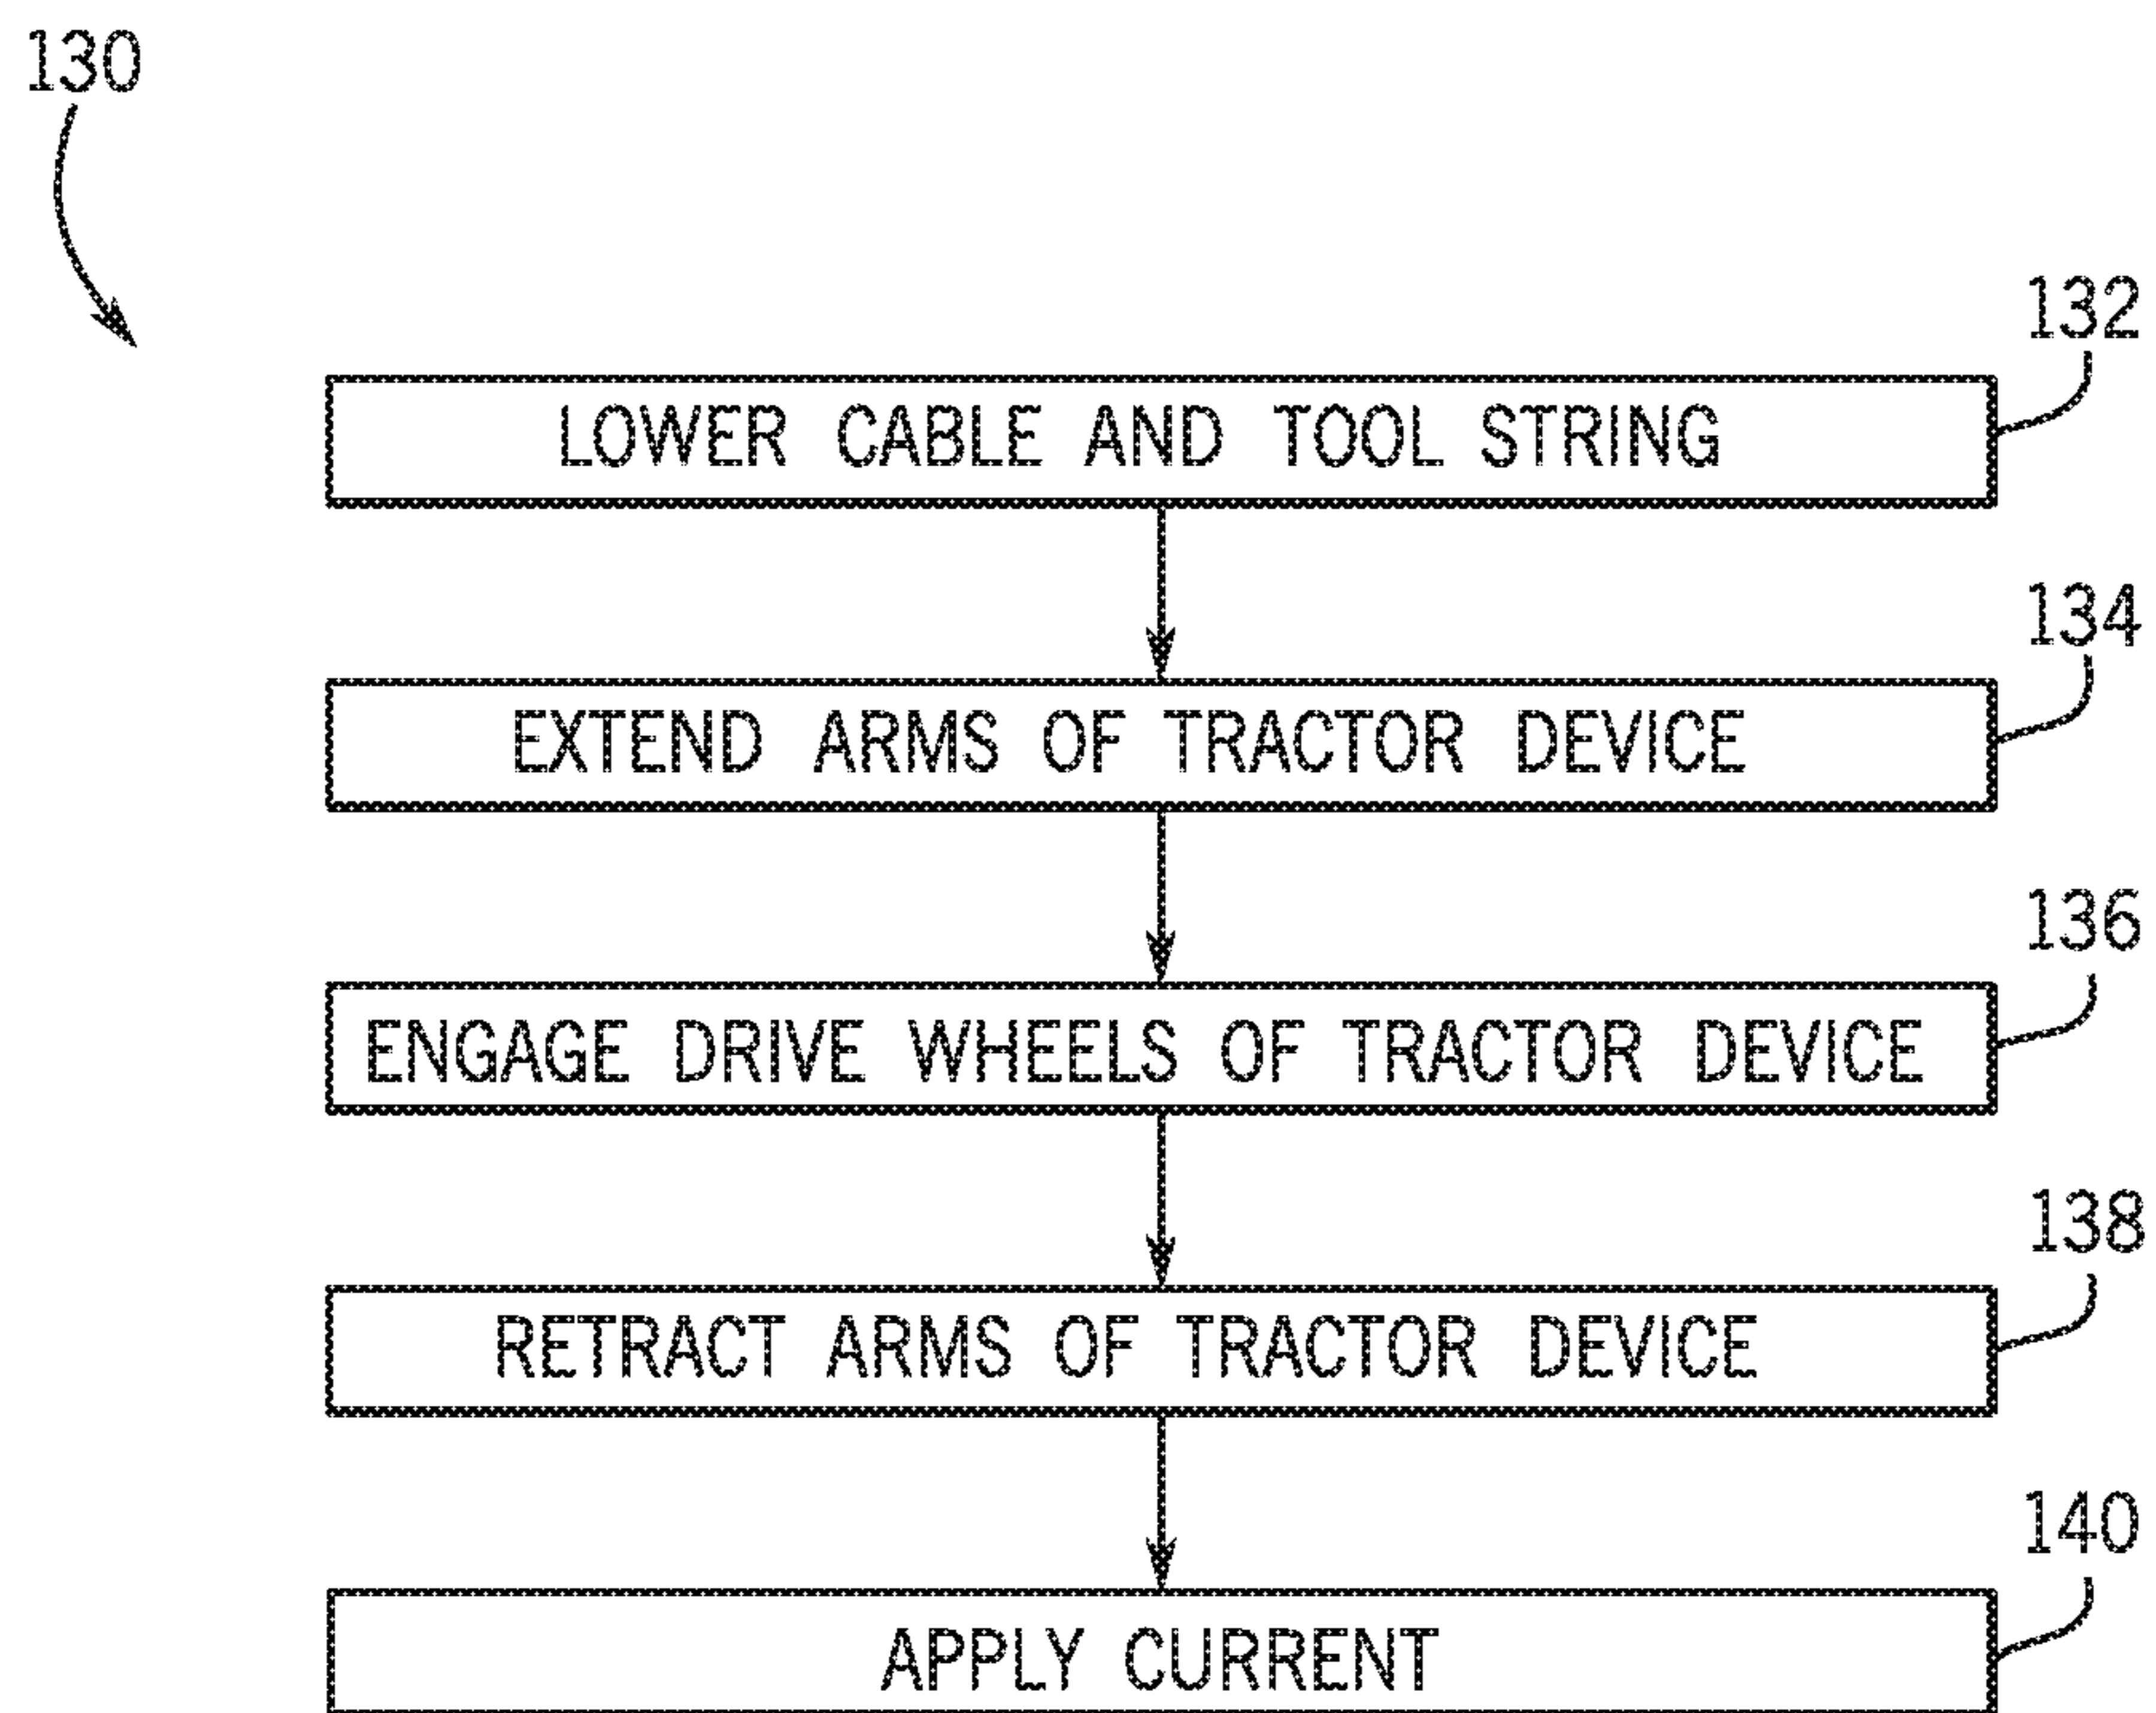 130
132
LOWER CABLE AND TOOL STRING
134
EXTEND ARMS OF TRACTOR DEVICE
136
ENGAGE DRIVE WHEELS OF TRACTOR DEVICE
138
RETRACT ARMS OF TRACTOR DEVICE
140
APPLY CURRENT